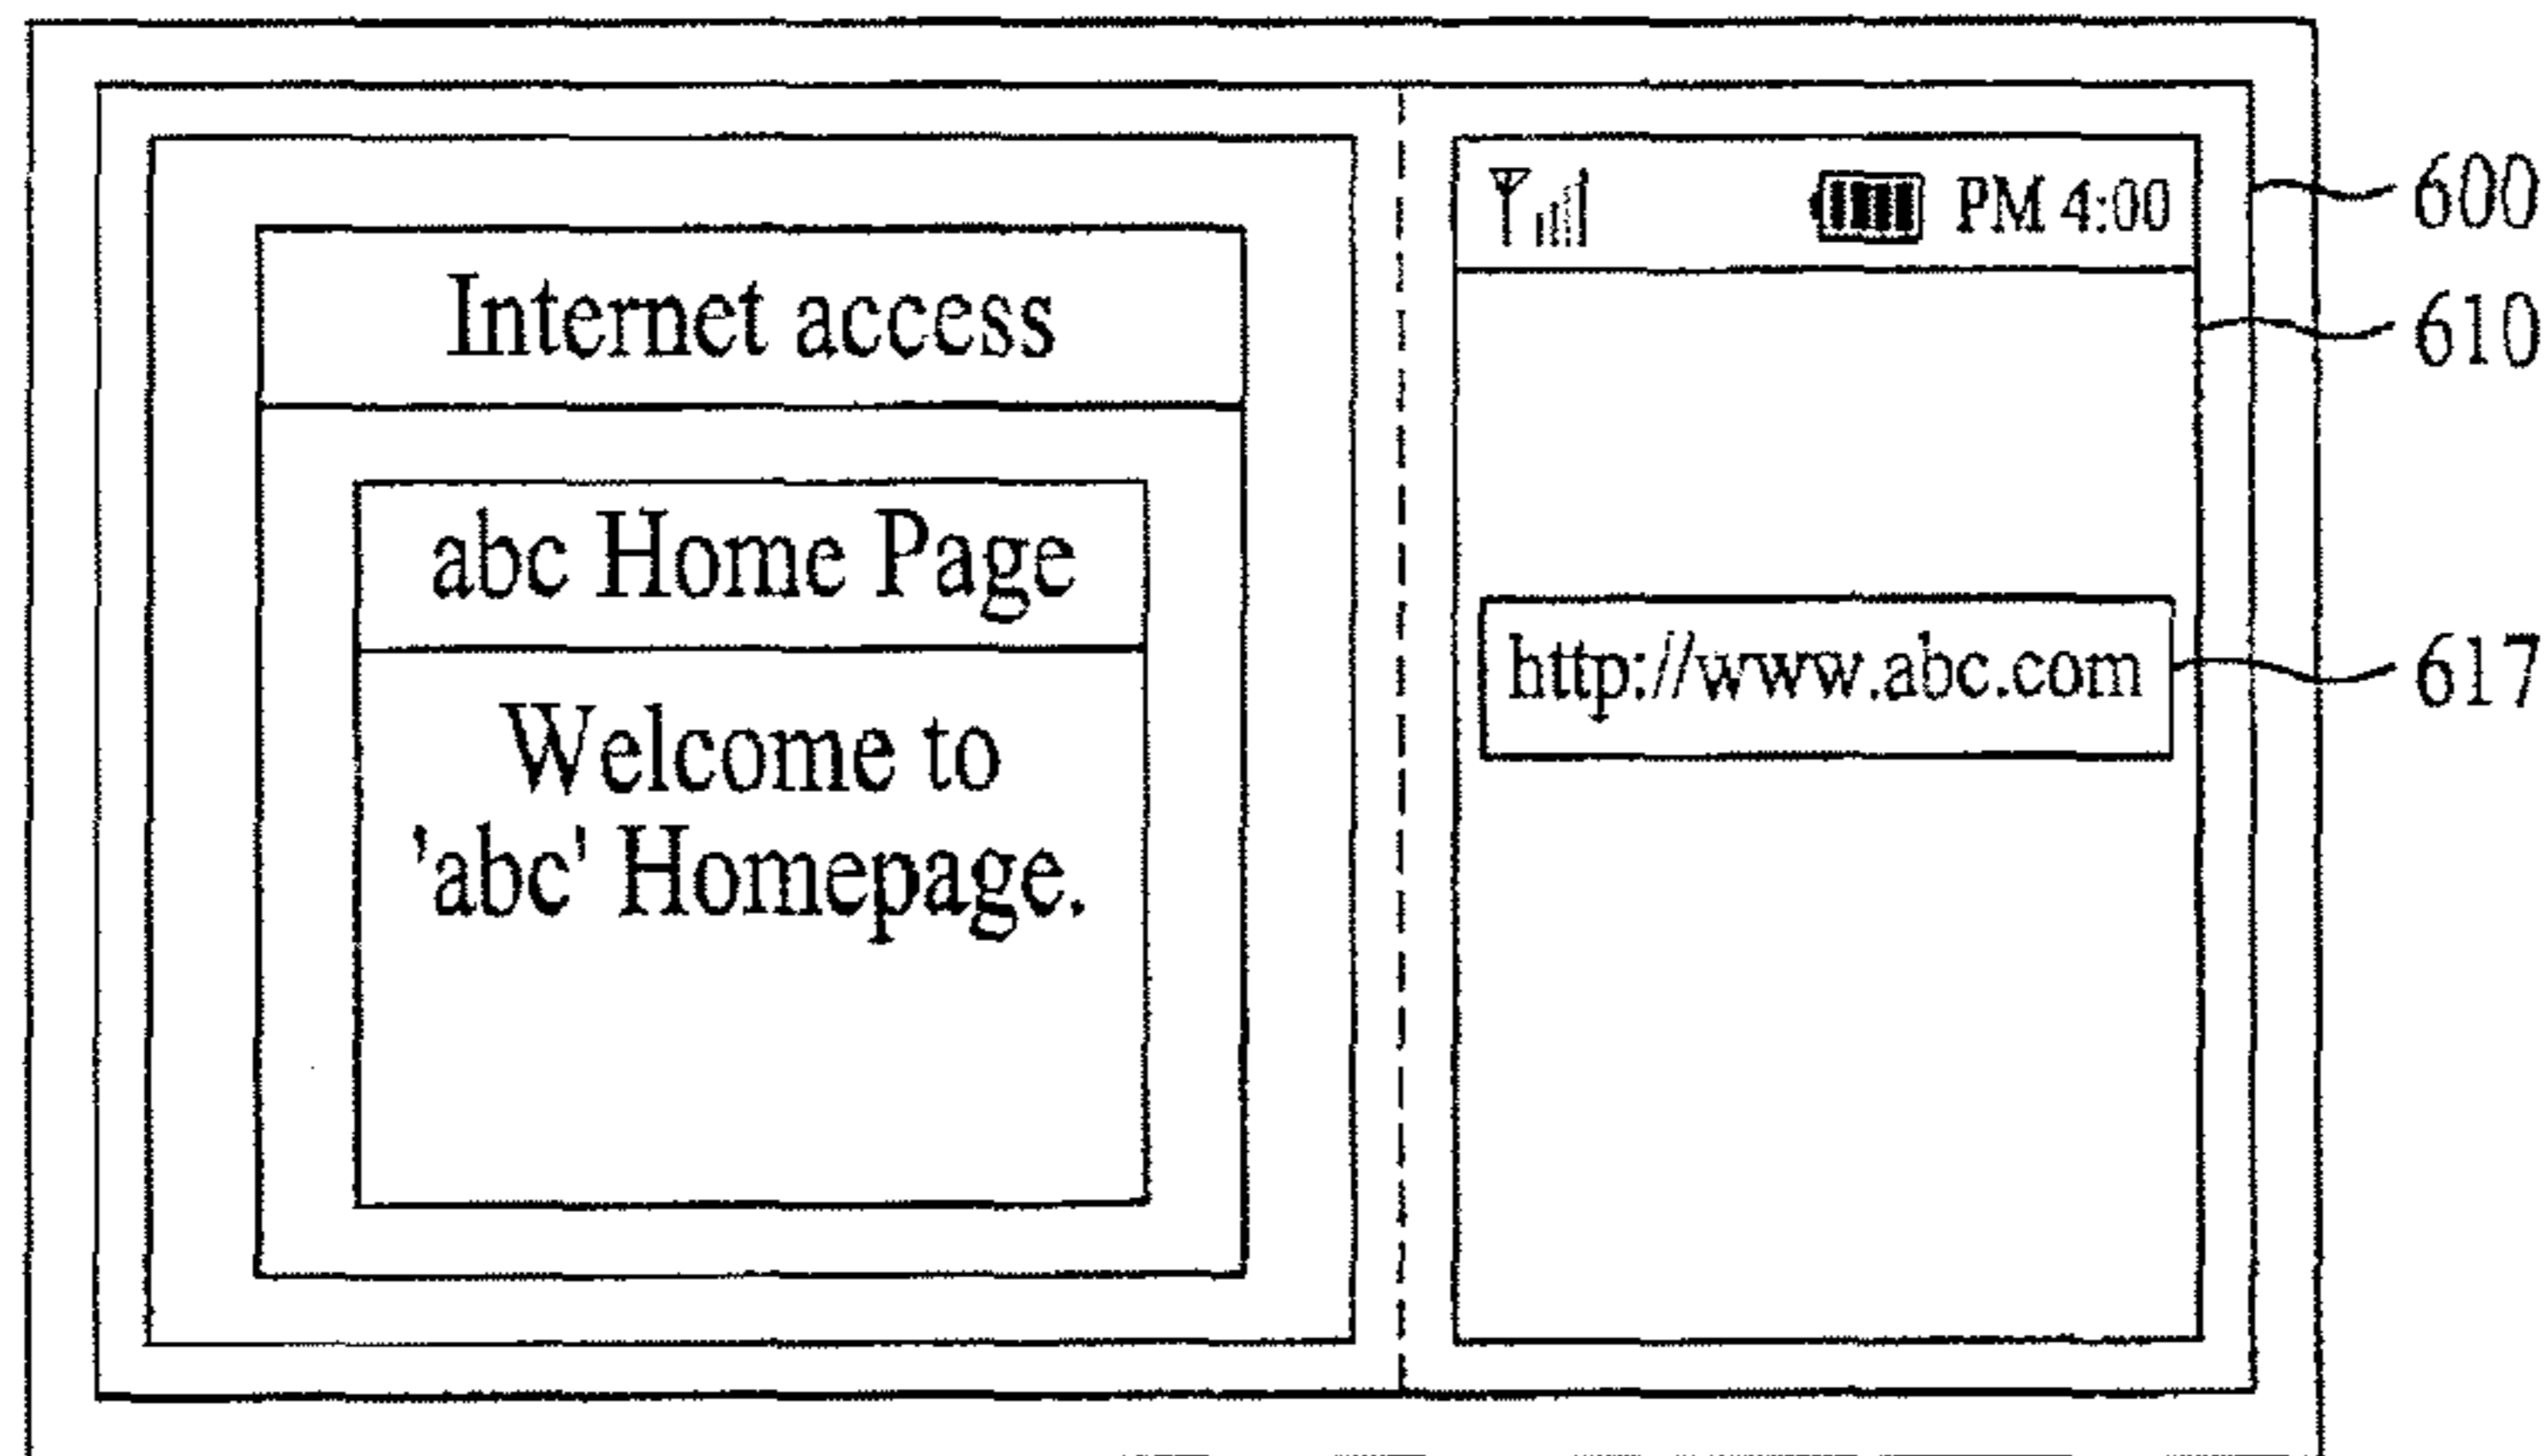 Internet access
abc Home Page
Welcome to
'abc' Homepage.
PM 4:00
http://www.abc.com
600
610
617